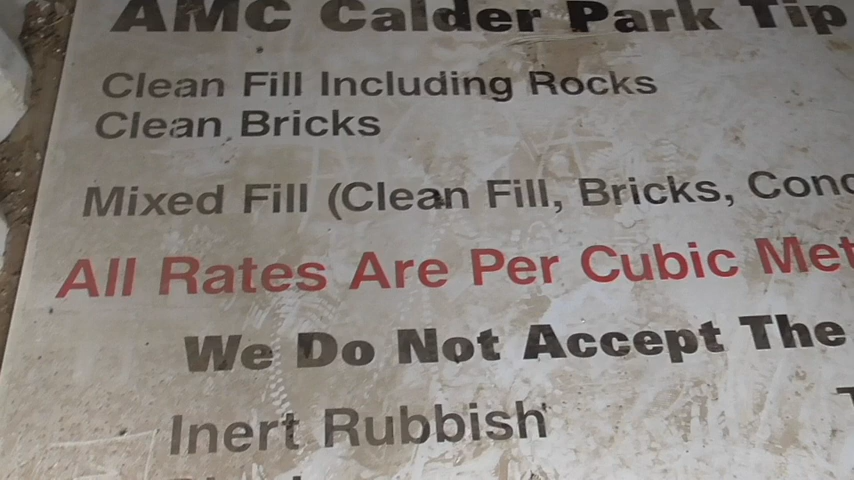 AMC Calder Park Tip
Clean Fill Including Rocks
Clean Bricks
Mixed Fill (Clean Fill, Bricks, Conc
All Rates Are Per Cubic Met
We Do Not Accept The
Inert Rubbish